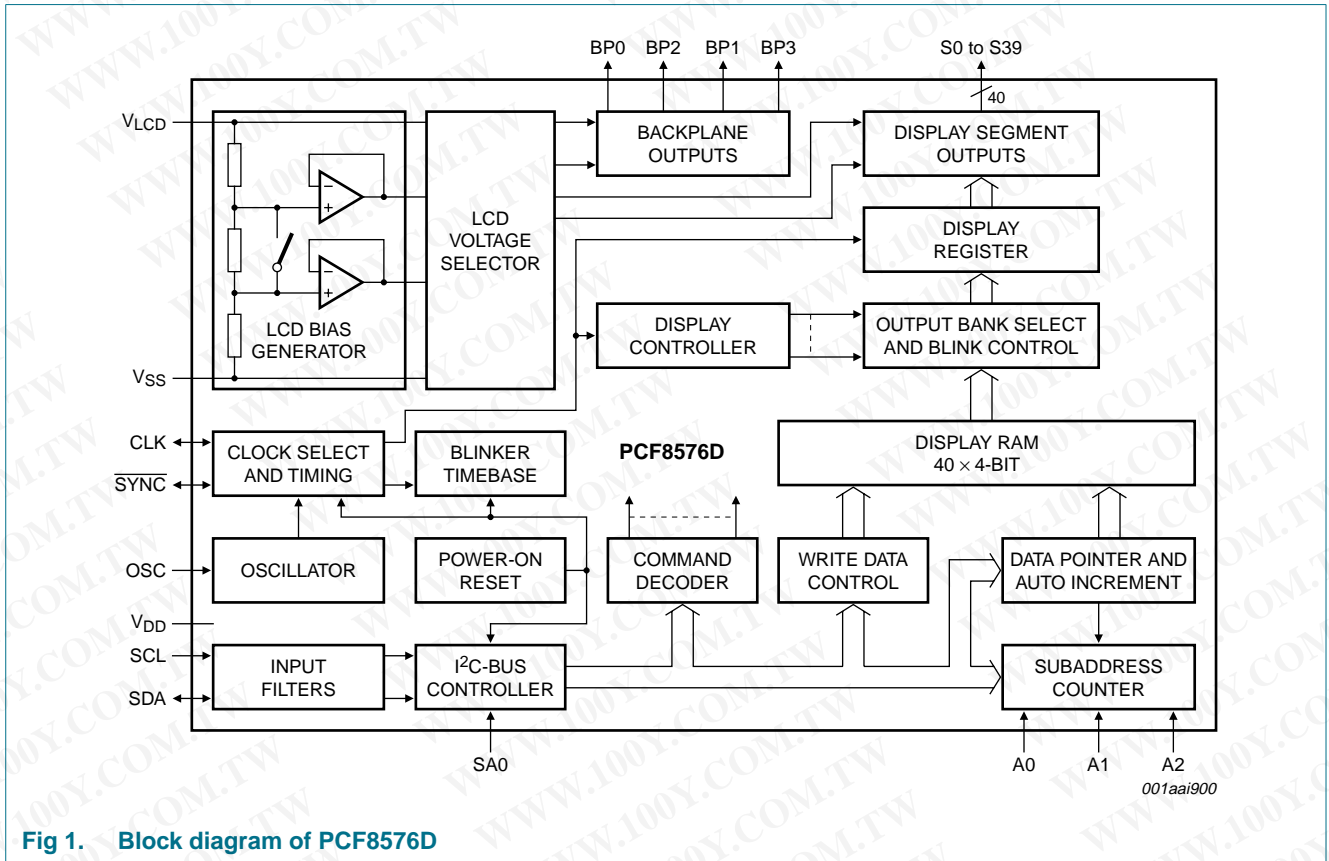 BP0 BP2 BP1 BP3 S0 to S39
40
VLCD
BACKPLANE
OUTPUTS
DISPLAY SEGMENT
OUTPUTS
LCD
VOLTAGE
SELECTOR
DISPLAY
REGISTER
LCD BIAS
GENERATOR
DISPLAY
CONTROLLER
OUTPUT BANK SELECT
AND BLINK CONTROL
VSS
CLK
SYNC
CLOCK SELECT
AND TIMING
BLINKER
TIMEBASE
PCF8576D
DISPLAY RAM
40 × 4-BIT
OSC
OSCILLATOR
POWER-ON
RESET
COMMAND
DECODER
WRITE DATA
CONTROL
DATA POINTER AND
AUTO INCREMENT
VDD
SCL
SDA
INPUT
FILTERS
I2C-BUS
CONTROLLER
SUBADDRESS
COUNTER
SA0 A0 A1 A2
001aai900
Fig 1. Block diagram of PCF8576D
WWW.100Y.COM.TW